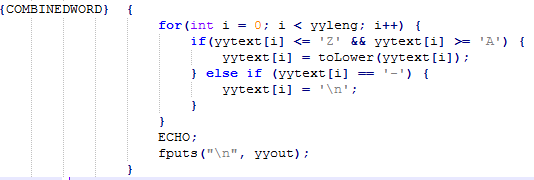 {COMBINEDWORD} {
for(int i = 0; i < yyleng; i++) {
if(yytext[i] <= 'Z' && yytext[i] >= 'A') {
yytext[i] = toLower(yytext[i]);
} else if (yytext[i] == '-') {
yytext[i] = '\n';
}
}
ECHO;
fputs("\n", yyout);
}